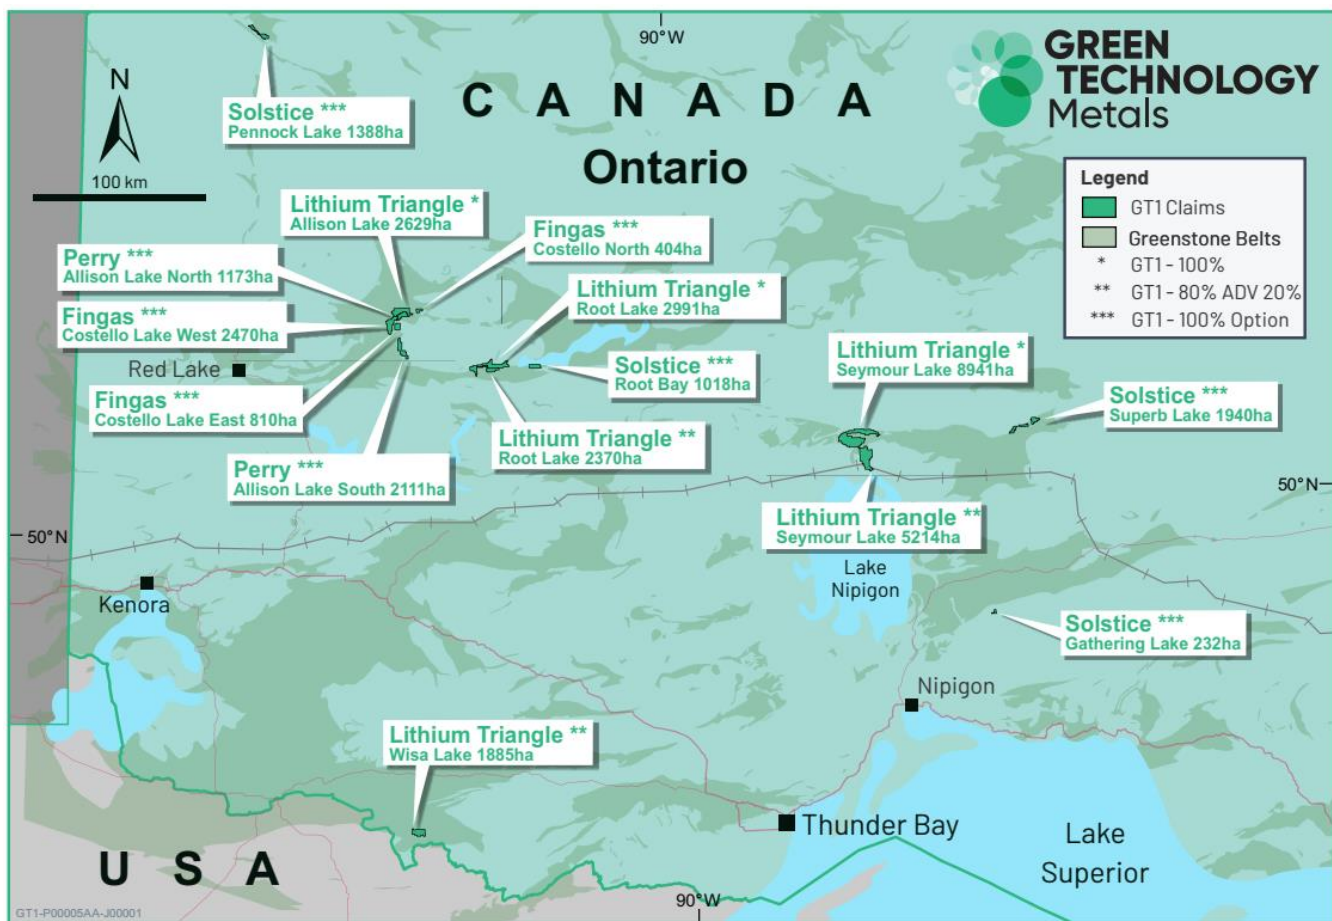 90°W
GREEN
TECHNOLOGY
Metals
N
100 km
C A N A D A
Ontario
Solstice ***
Pennock Lake 1388ha
Legend
GT1 Claims
Greenstone Belts
* GT1 - 100%
** GT1 - 80% ADV 20%
*** GT1 - 100% Option
Lithium Triangle *
Allison Lake 2629ha
Fingas ***
Costello North 404ha
Perry ***
Allison Lake North 1173ha
Lithium Triangle *
Root Lake 2991ha
Fingas ***
Costello Lake West 2470ha
Red Lake
Solstice ***
Root Bay 1018ha
Lithium Triangle *
Seymour Lake 8941ha
Fingas ***
Costello Lake East 810ha
Solstice ***
Superb Lake 1940ha
Lithium Triangle **
Root Lake 2370ha
Perry ***
Allison Lake South 2111ha
50°N
50°N
Lithium Triangle **
Seymour Lake 5214ha
Lake
Nipigon
Kenora
Solstice ***
Gathering Lake 232ha
Nipigon
Lithium Triangle **
Wisa Lake 1885ha
Thunder Bay
Lake
Superior
U S A
90°W
GT1-P00005AA-J00001